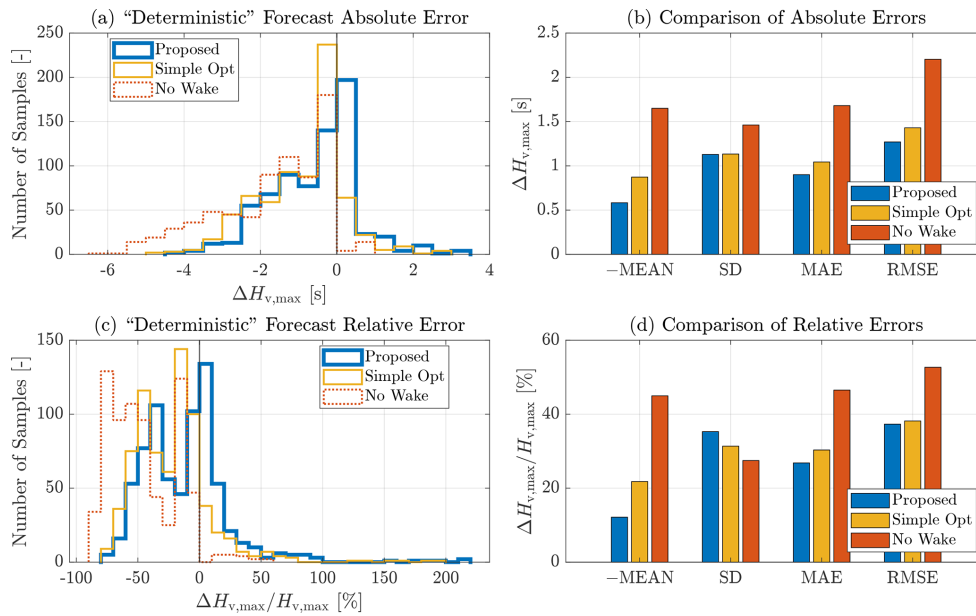 (a) “Deterministic” Forecast Absolute Error
Number of Samples [-]
250
200
150
100
50
0
Proposed
Simple Opt
No Wake
-6
-4
-2
0
2
4
ΔH_v,max [s]
(b) Comparison of Absolute Errors
ΔH_v,max [s]
2.5
2
1.5
1
0.5
0
Proposed
Simple Opt
No Wake
−MEAN
SD
MAE
RMSE
(c) “Deterministic” Forecast Relative Error
Number of Samples [-]
150
100
50
0
Proposed
Simple Opt
No Wake
-100
-50
0
50
100
150
200
ΔH_v,max/H_v,max [%]
(d) Comparison of Relative Errors
ΔH_v,max/H_v,max [%]
60
40
20
0
Proposed
Simple Opt
No Wake
−MEAN
SD
MAE
RMSE